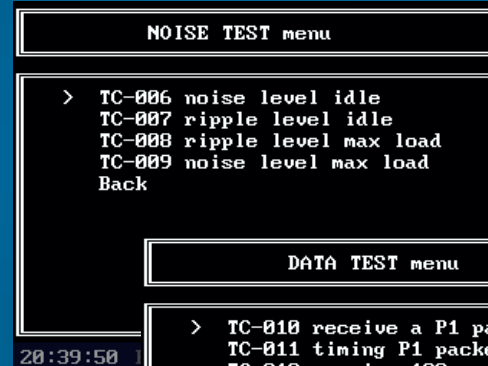 NOISE TEST menu
> TC-006 noise level idle
TC-007 ripple level idle
TC-008 ripple level max load
TC-009 noise level max load
Back
DATA TEST menu
> TC-010 receive a P1
TC-011 timing P1
20:39:50